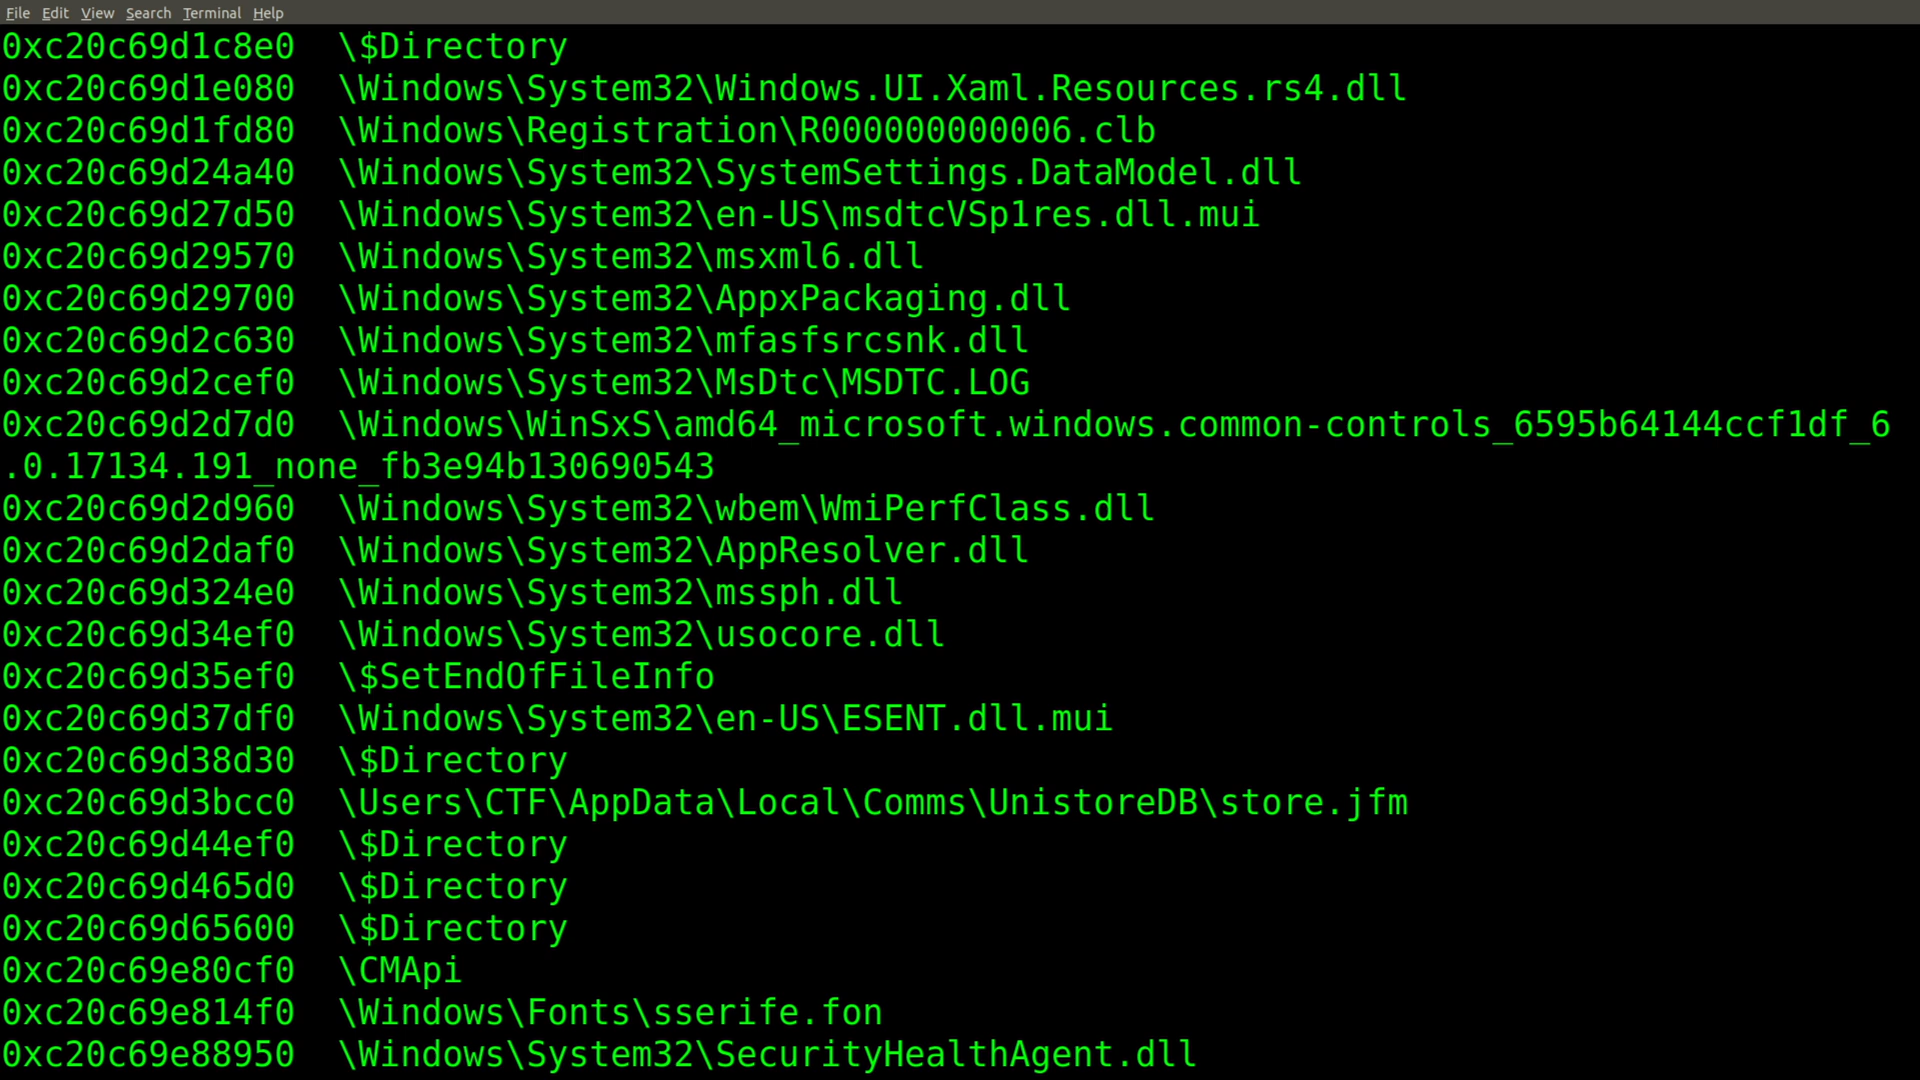 File Edit View Search Terminal Help
0xc20c69d1c8e0  \$Directory
0xc20c69d1e080  \Windows\System32\Windows.UI.Xaml.Resources.rs4.dll
0xc20c69d1fd80  \Windows\Registration\R000000000006.clb
0xc20c69d24a40  \Windows\System32\SystemSettings.DataModel.dll
0xc20c69d27d50  \Windows\System32\en-US\msdtcVSp1res.dll.mui
0xc20c69d29570  \Windows\System32\msxml6.dll
0xc20c69d29700  \Windows\System32\AppxPackaging.dll
0xc20c69d2c630  \Windows\System32\mfasfsrcsnk.dll
0xc20c69d2cef0  \Windows\System32\MsDtc\MSDTC.LOG
0xc20c69d2d7d0  \Windows\WinSxS\amd64_microsoft.windows.common-controls_6595b64144ccf1df_6
.0.17134.191_none_fb3e94b130690543
0xc20c69d2d960  \Windows\System32\wbem\WmiPerfClass.dll
0xc20c69d2daf0  \Windows\System32\AppResolver.dll
0xc20c69d324e0  \Windows\System32\mssph.dll
0xc20c69d34ef0  \Windows\System32\usocore.dll
0xc20c69d35ef0  \$SetEndOfFileInfo
0xc20c69d37df0  \Windows\System32\en-US\ESENT.dll.mui
0xc20c69d38d30  \$Directory
0xc20c69d3bcc0  \Users\CTF\AppData\Local\Comms\UnistoreDB\store.jfm
0xc20c69d44ef0  \$Directory
0xc20c69d465d0  \$Directory
0xc20c69d65600  \$Directory
0xc20c69e80cf0  \CMApi
0xc20c69e814f0  \Windows\Fonts\sserife.fon
0xc20c69e88950  \Windows\System32\SecurityHealthAgent.dll